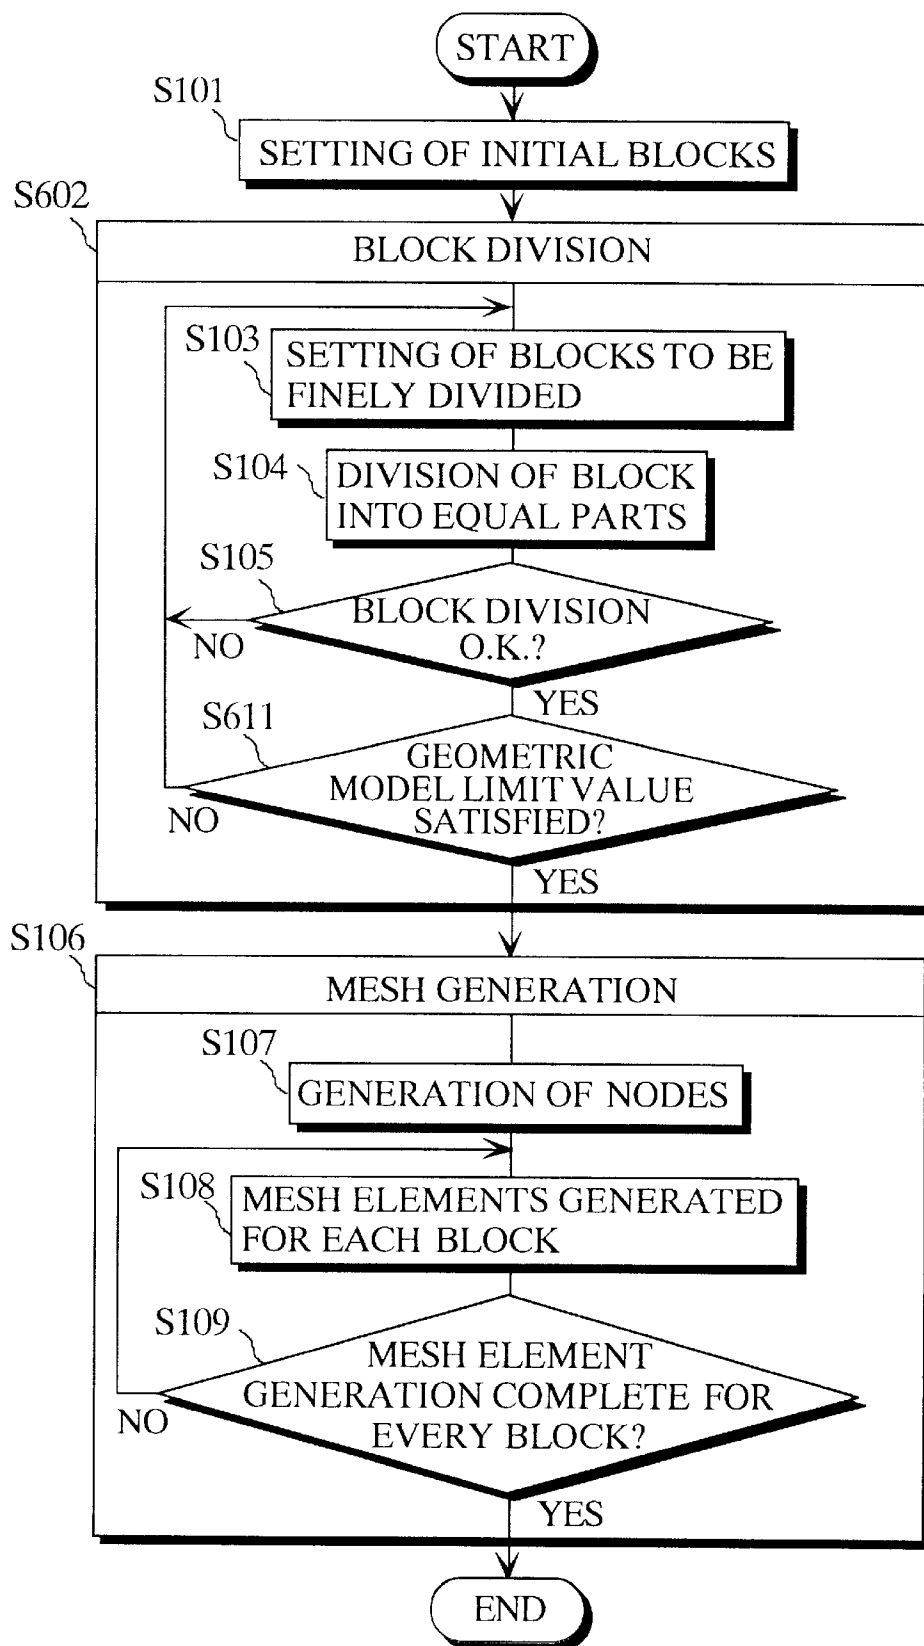 START
S101
SETTING OF INITIAL BLOCKS
S602
BLOCK DIVISION
S103
SETTING OF BLOCKS TO BE
FINELY DIVIDED
S104
DIVISION OF BLOCK
INTO EQUAL PARTS
S105
BLOCK DIVISION
O.K.?
NO
YES
S611
GEOMETRIC
MODEL LIMIT VALUE
SATISFIED?
NO
YES
S106
MESH GENERATION
S107
GENERATION OF NODES
S108
MESH ELEMENTS GENERATED
FOR EACH BLOCK
S109
MESH ELEMENT
GENERATION COMPLETE FOR
EVERY BLOCK?
NO
YES
END